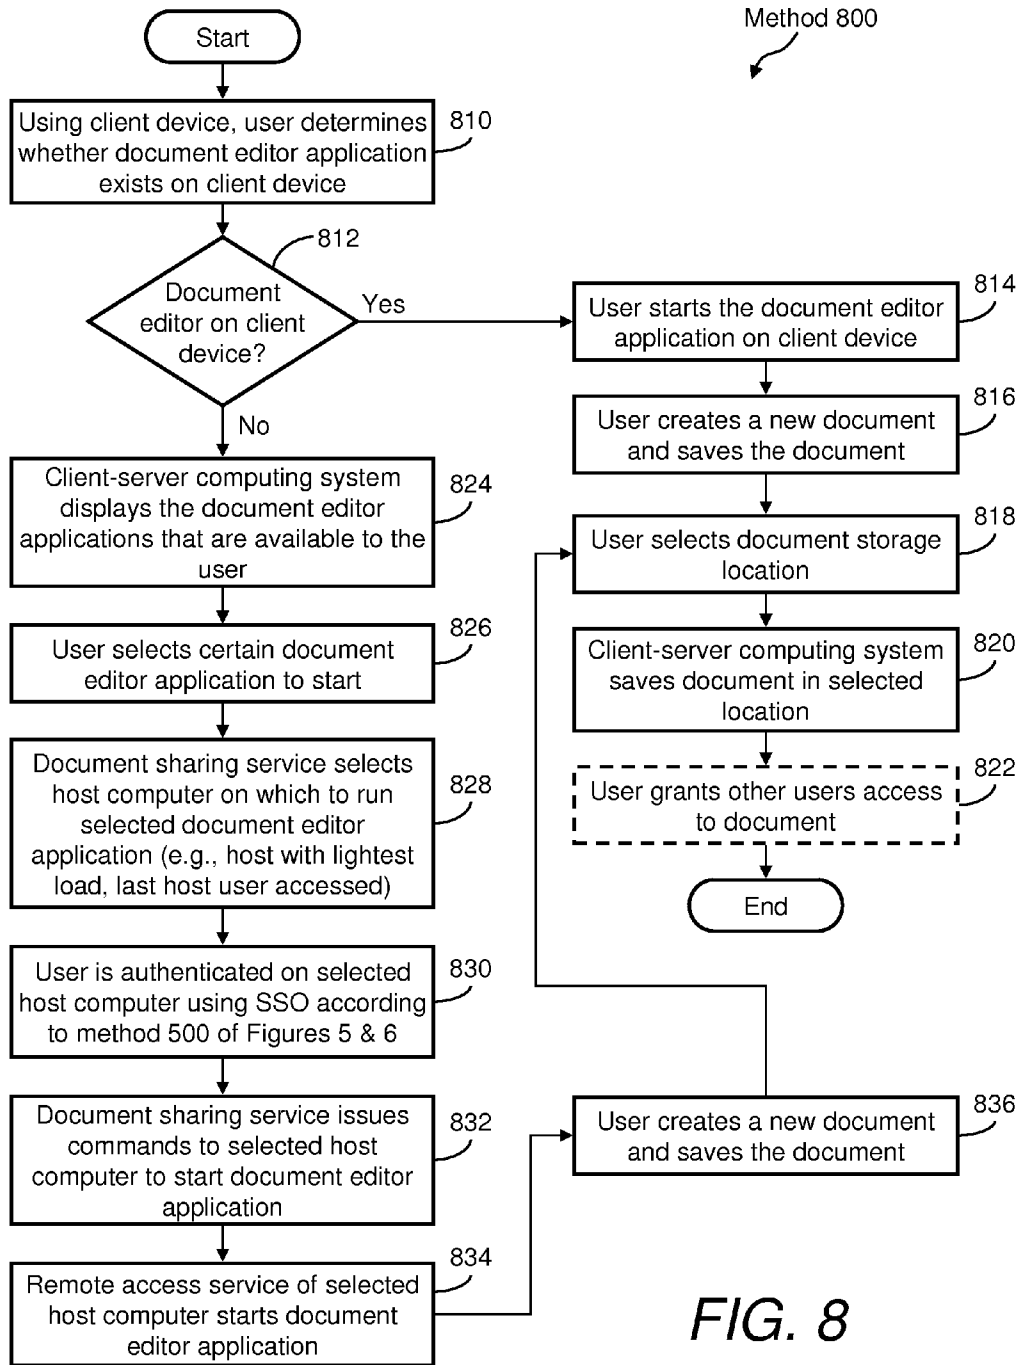 Method 800
Start
Using client device, user determines
whether document editor application
exists on client device
810
812
Document
editor on client
device?
Yes
No
User starts the document editor
application on client device
814
User creates a new document
and saves the document
816
User selects document storage
location
818
Client-server computing system
saves document in selected
location
820
User grants other users access
to document
822
End
Client-server computing system
displays the document editor
applications that are available to the
user
824
User selects certain document
editor application to start
826
Document sharing service selects
host computer on which to run
selected document editor
application (e.g., host with lightest
load, last host user accessed)
828
User is authenticated on selected
host computer using SSO according
to method 500 of Figures 5 & 6
830
Document sharing service issues
commands to selected host
computer to start document editor
application
832
Remote access service of selected
host computer starts document
editor application
834
User creates a new document
and saves the document
836
FIG. 8